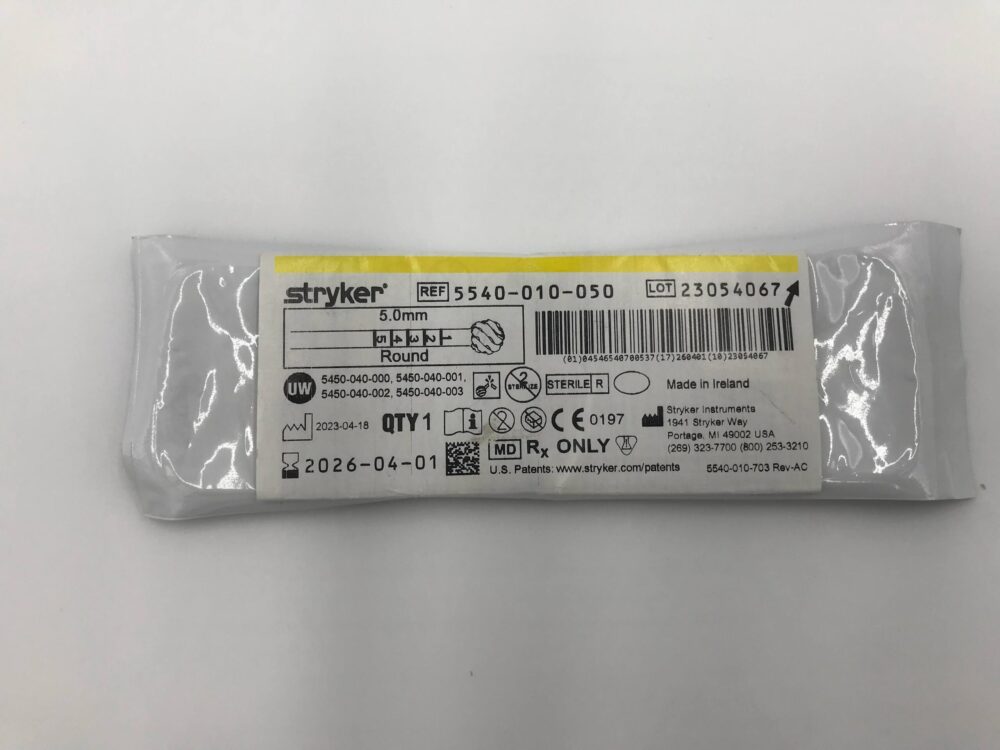 stryker® REF 5540-010-050 LOT 23054067
5.0mm
5 4 3 2 1
Round
(01)04546540700537(17)260401(10)23054067
UW 5450-040-000, 5450-040-001,
5450-040-002, 5450-040-003
2 STERILIZE STERILE R Made in Ireland
2023-04-18 QTY 1 i 2 CE 0197
Stryker Instruments
1941 Stryker Way
Portage, MI 49002 USA
(269) 323-7700 (800) 253-3210
2026-04-01 MD Rx ONLY
U.S. Patents: www.stryker.com/patents 5540-010-703 Rev-AC